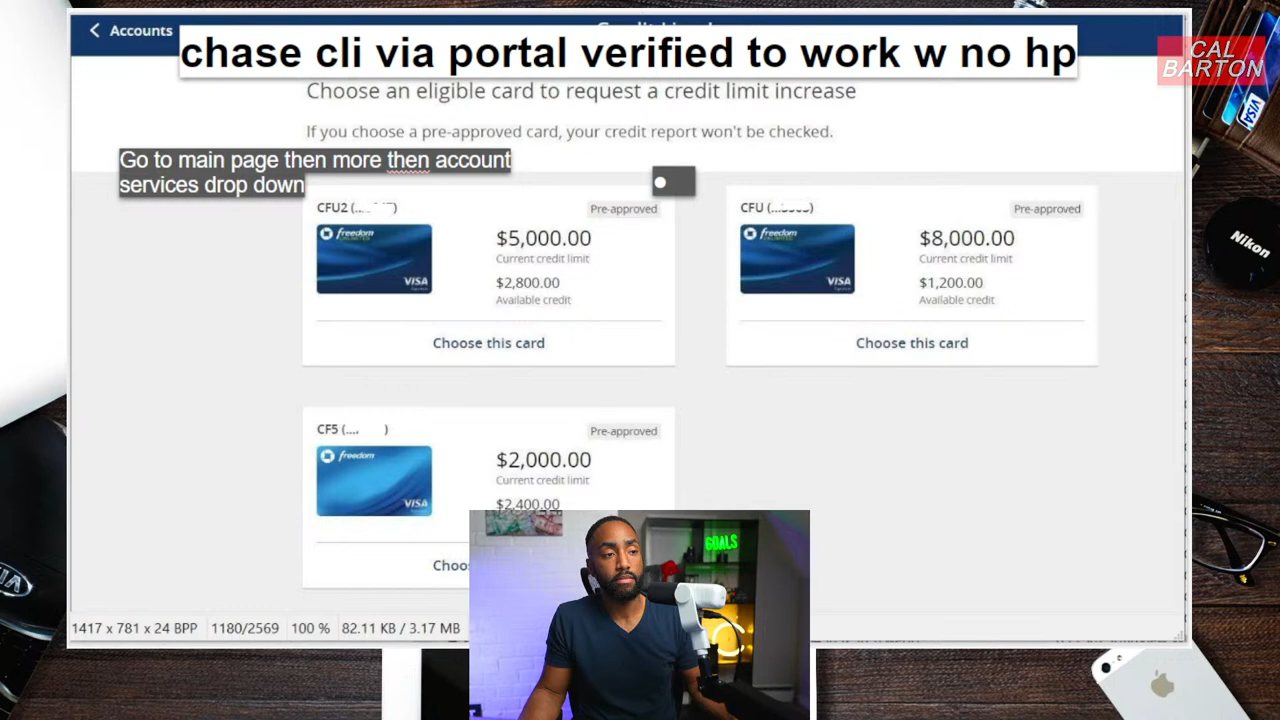 Accounts
chase cli via portal verified to work w no hp
CAL
BARTON
Choose an eligible card to request a credit limit increase
If you choose a pre-approved card, your credit report won't be checked.
Go to main page then more then account
services drop down
CFU2 (...
Pre-approved
freedom
UNLIMITED
VISA
$5,000.00
Current credit limit
$2,800.00
Available credit
Choose this card
CFU (...
Pre-approved
freedom
UNLIMITED
VISA
$8,000.00
Current credit limit
$1,200.00
Available credit
Choose this card
CF5 (.... )
Pre-approved
freedom
VISA
$2,000.00
Current credit limit
$2,400.00
GOALS
1417 x 781 x 24 BPP 1180/2569 100 % 82.11 KB / 3.17 MB
Nikon
VISA
KIA